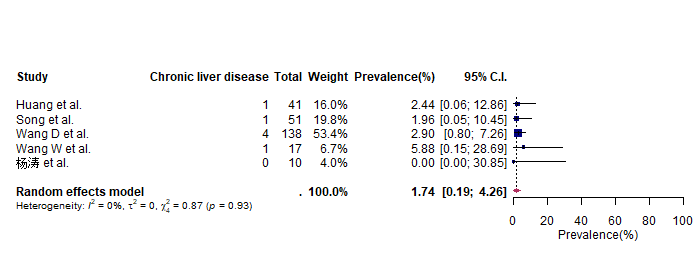 Study Chronic liver disease Total Weight Prevalence(%) 95% C.I.
Huang et al. 1 41 16.0% 2.44 [0.06; 12.86]
Song et al. 1 51 19.8% 1.96 [0.05; 10.45]
Wang D et al. 4 138 53.4% 2.90 [0.80; 7.26]
Wang W et al. 1 17 6.7% 5.88 [0.15; 28.69]
杨涛 et al. 0 10 4.0% 0.00 [0.00; 30.85]
Random effects model . 100.0% 1.74 [0.19; 4.26]
Heterogeneity: I² = 0%, τ² = 0, χ²₄ = 0.87 (p = 0.93)
0 20 40 60 80 100
Prevalence(%)